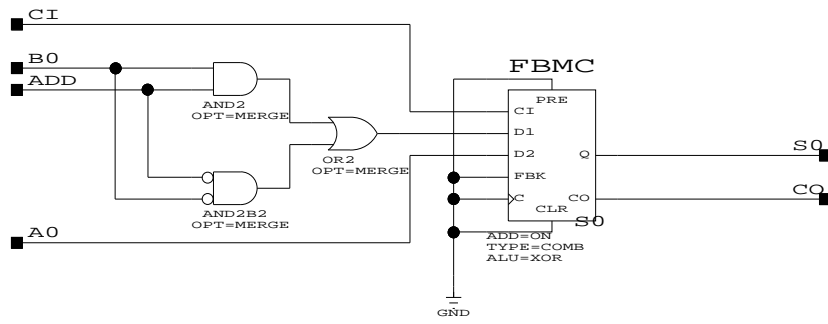 CI
B0
ADD
AND2
OPT=MERGE
OR2
OPT=MERGE
AND2B2
OPT=MERGE
A0
FBMC
PRE
CI
D1
D2
Q
FBK
C
CO
CLR
S0
ADD=ON
TYPE=COMB
ALU=XOR
GND
S0
CO